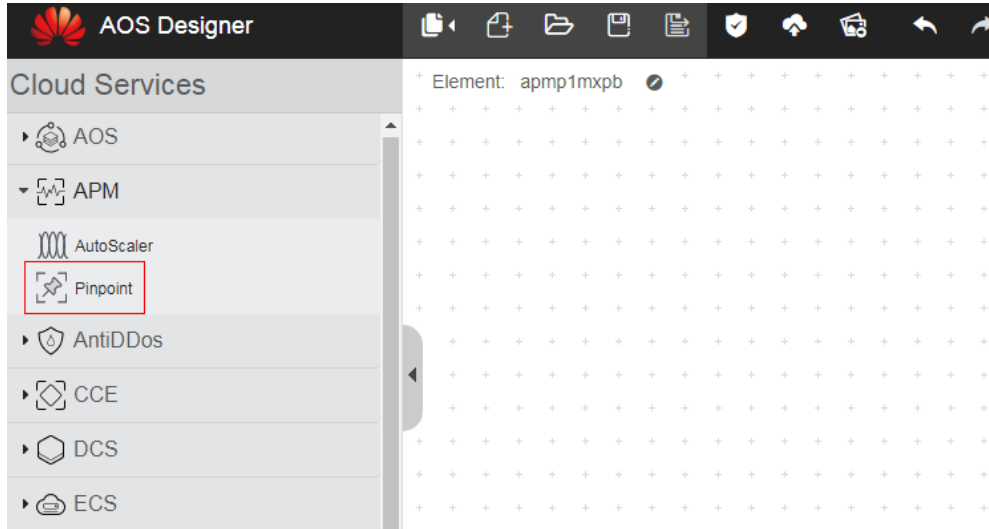 AOS Designer
Cloud Services
Element: apmp1mxpb
AOS
APM
AutoScaler
Pinpoint
AntiDDos
CCE
DCS
ECS